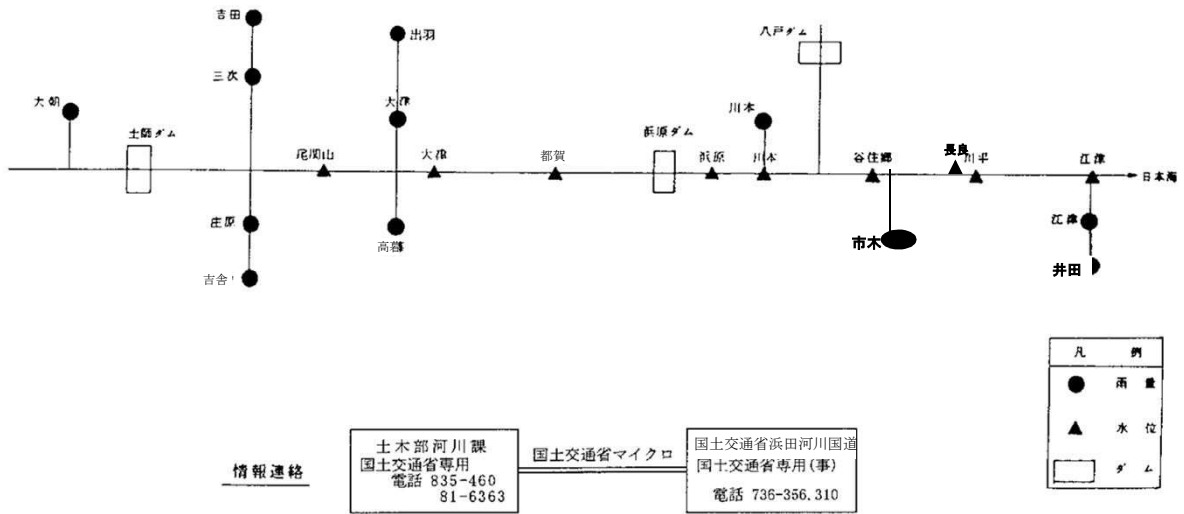 吉田
出羽
八戸ダム
三次
大朝
大津
川本
土師ダム
浜原ダム
尾関山
大津
都賀
浜原
川本
谷住郷
長良
川平
江津
日本海
庄原
江津
高暮
市木
井田
吉舎
凡 例
雨 量
水 位
ダ ム
情報連絡
土木部河川課
国土交通省専用
電話 835-460
81-6363
国土交通省マイクロ
国土交通省浜田河川国道
国土交通省専用(事)
電話 736-356.310